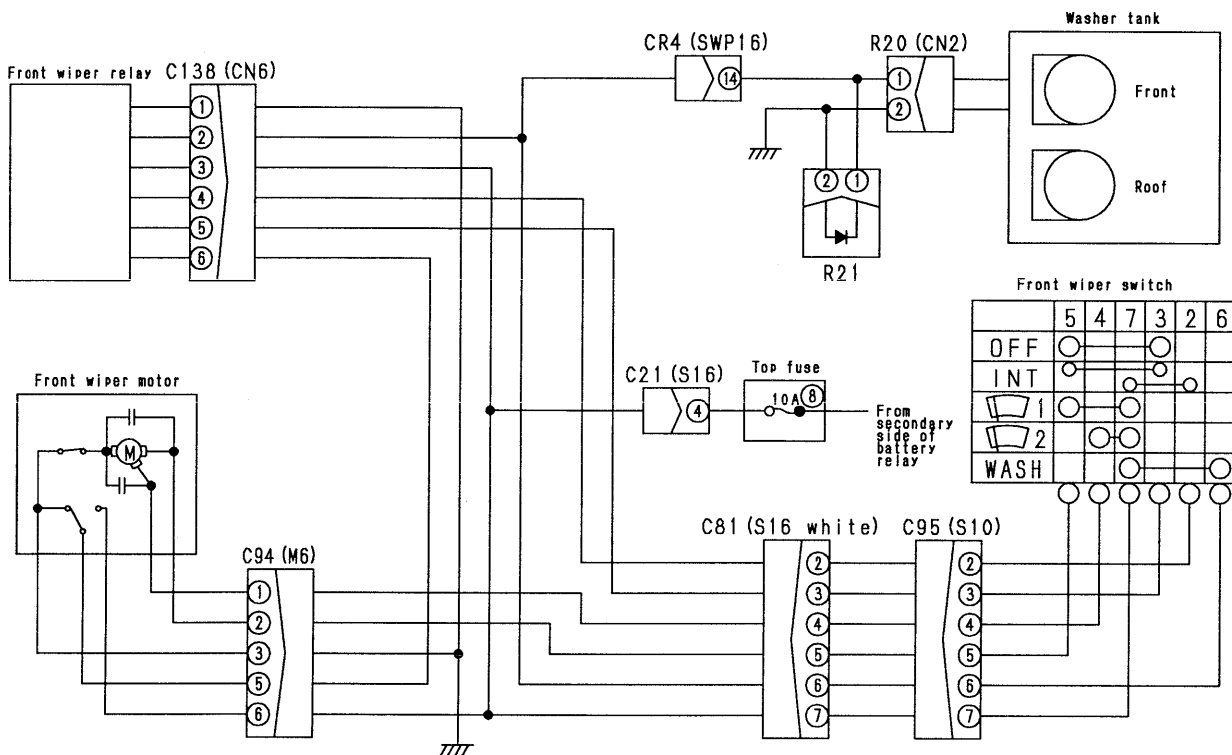 Washer tank
CR4 (SWP16)
R20 (CN2)
Front wiper relay C138 (CN6)
14
1
2
Front
Roof
1
2
3
4
5
6
2 1
R21
Front wiper switch
5 4 7 3 2 6
OFF
INT
1
2
WASH
Front wiper motor
M
C21 (S16)
4
Top fuse
10A 8
From
secondary
side of
battery
relay
C94 (M6)
1
2
3
5
6
C81 (S16 white)
2
3
4
5
6
7
C95 (S10)
2
3
4
5
6
7